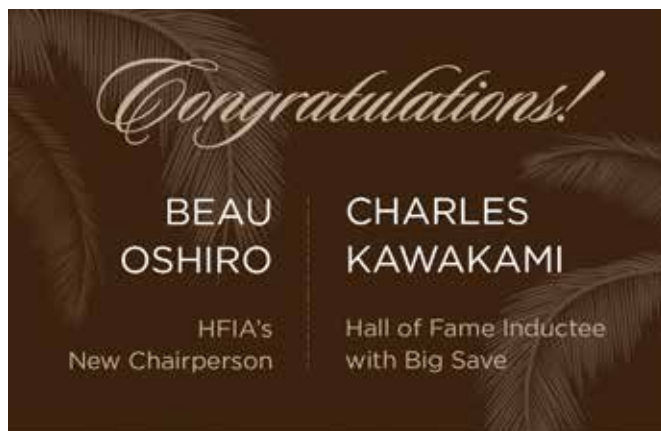 Congratulations!
BEAU
OSHIRO
HFIA's
New Chairperson
CHARLES
KAWAKAMI
Hall of Fame Inductee
with Big Save